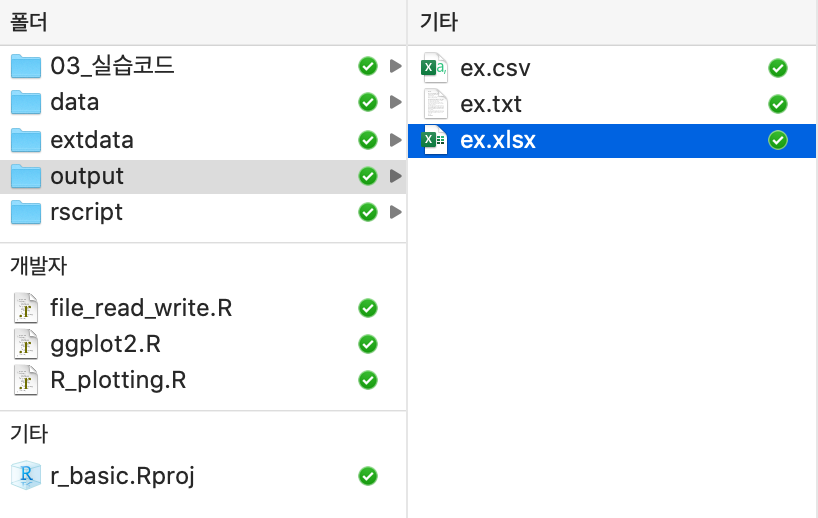 폴더
03_실습코드
data
extdata
output
rscript
개발자
file_read_write.R
ggplot2.R
R_plotting.R
기타
r_basic.Rproj
기타
ex.csv
ex.txt
ex.xlsx